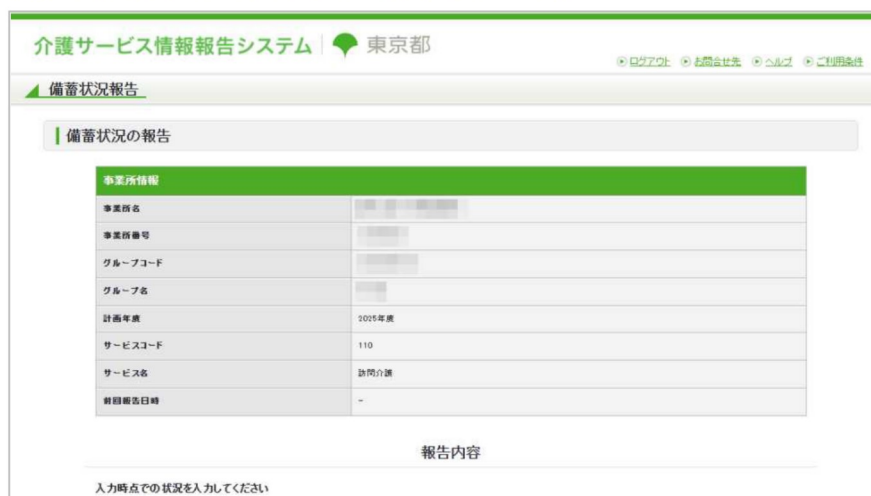 介護サービス情報報告システム 東京都
ログアウト お問合せ先 ヘルプ ご利用条件
備蓄状況報告
備蓄状況の報告
事業所情報
事業所名
事業所番号
グループコード
グループ名
計画年度 2025年度
サービスコード 110
サービス名 訪問介護
前回報告日時 -
報告内容
入力時点での状況を入力してください